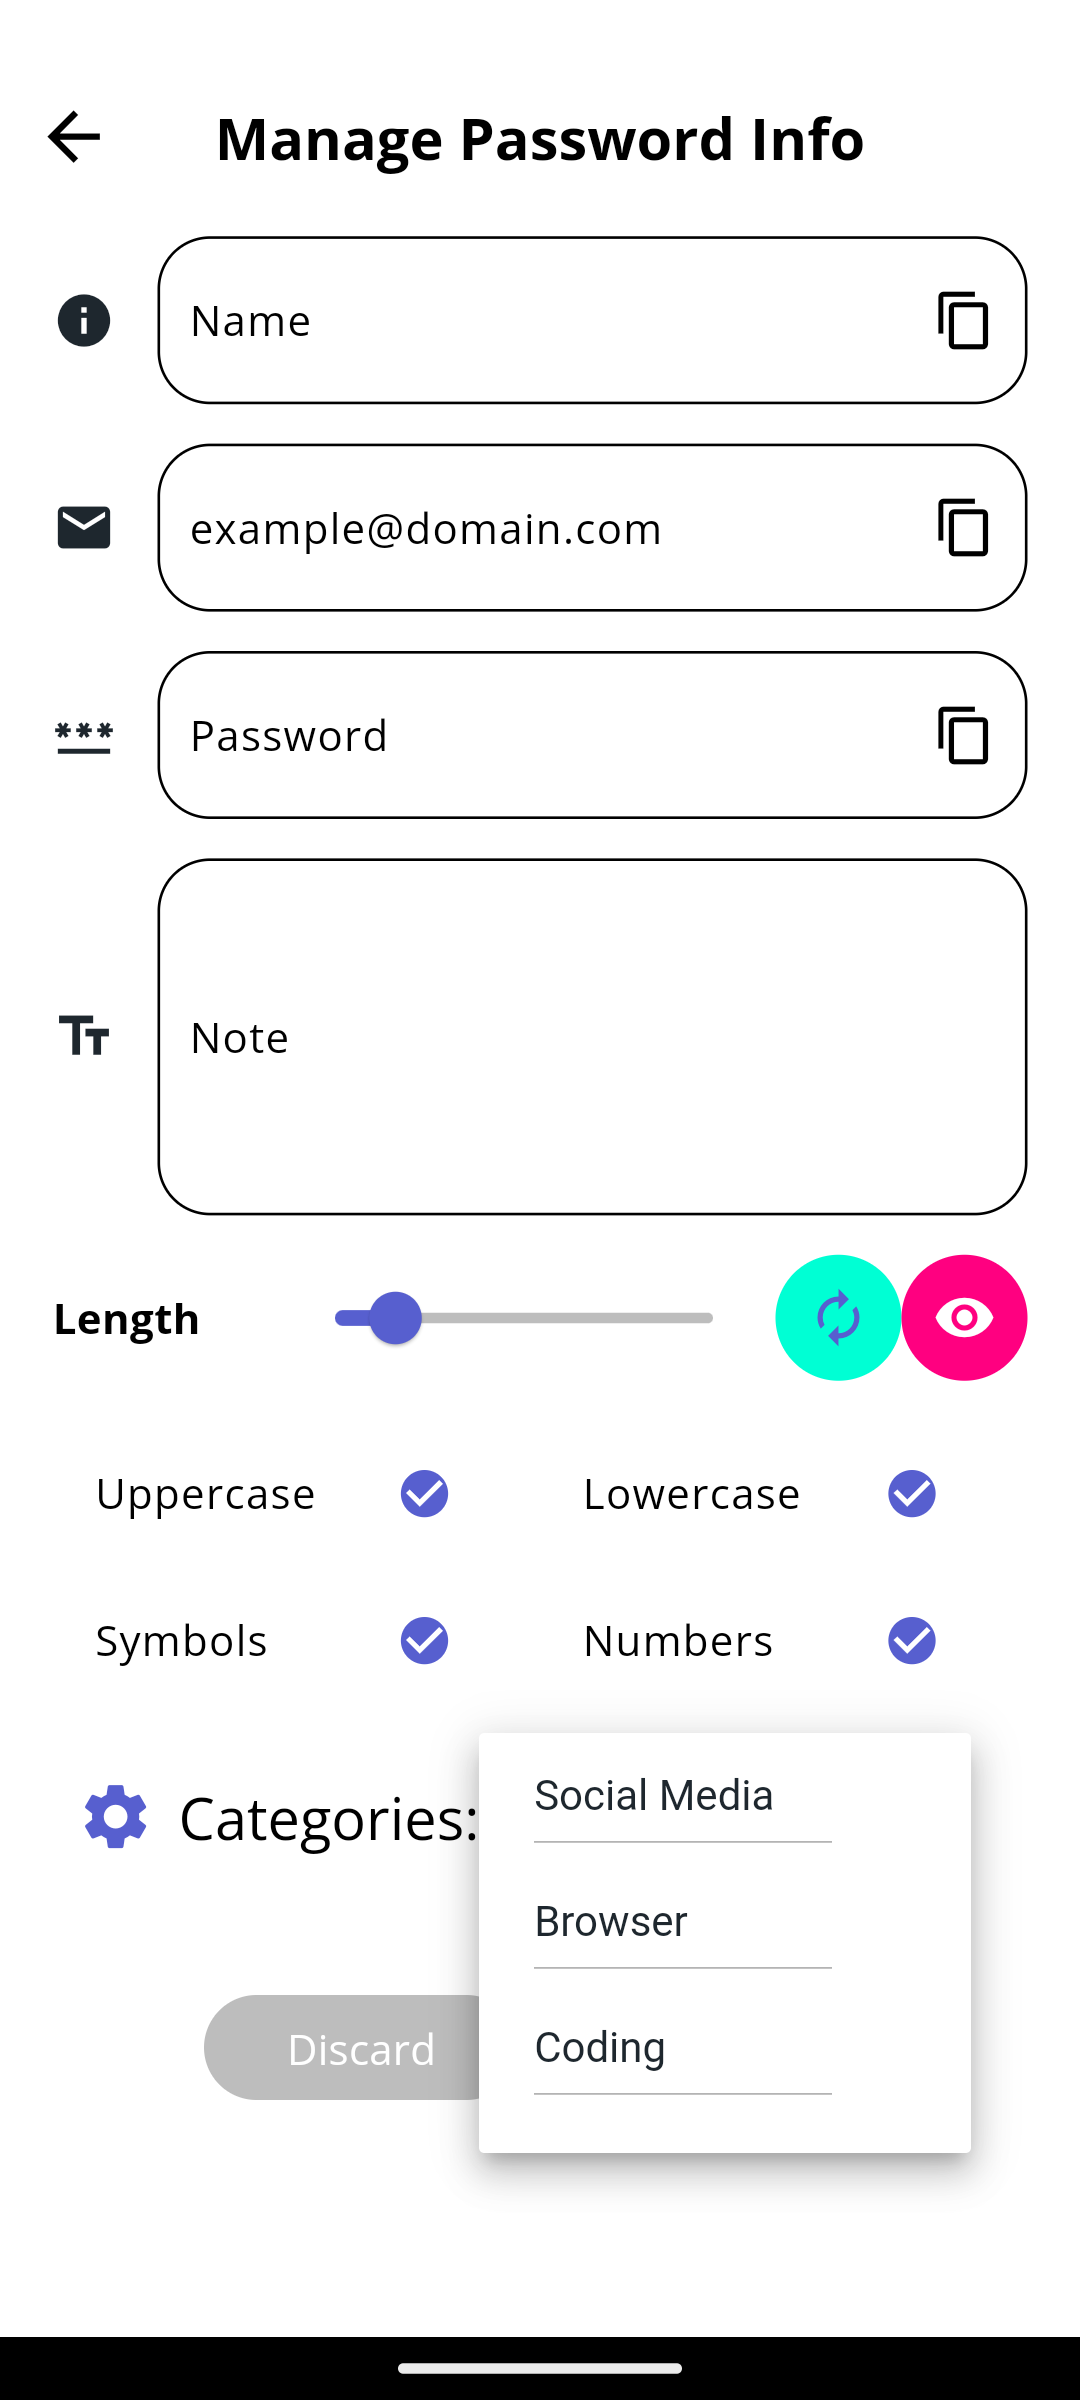 Manage Password Info
Name
example@domain.com
Password
Note
Length
Uppercase
Lowercase
Symbols
Numbers
Categories:
Social Media
Browser
Coding
Discard